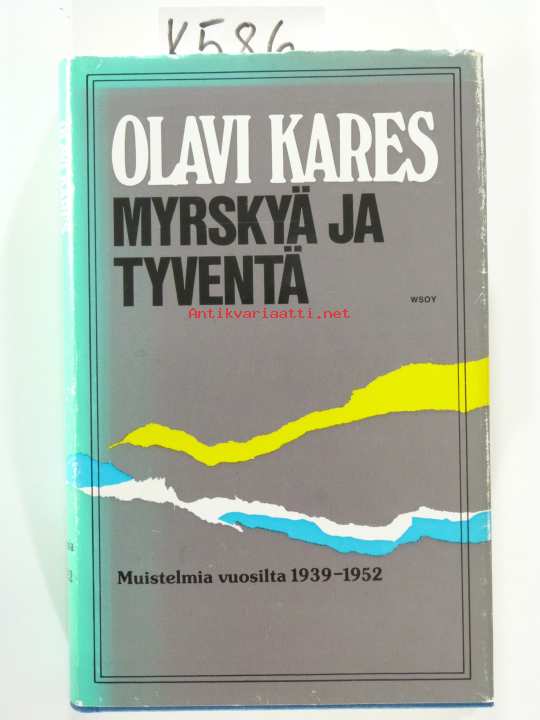 K586
OLAVI KARES
MYRSKYÄ JA
TYVENTÄ
WSOY
Antikvariaatti.net
Muistelmia vuosilta 1939–1952